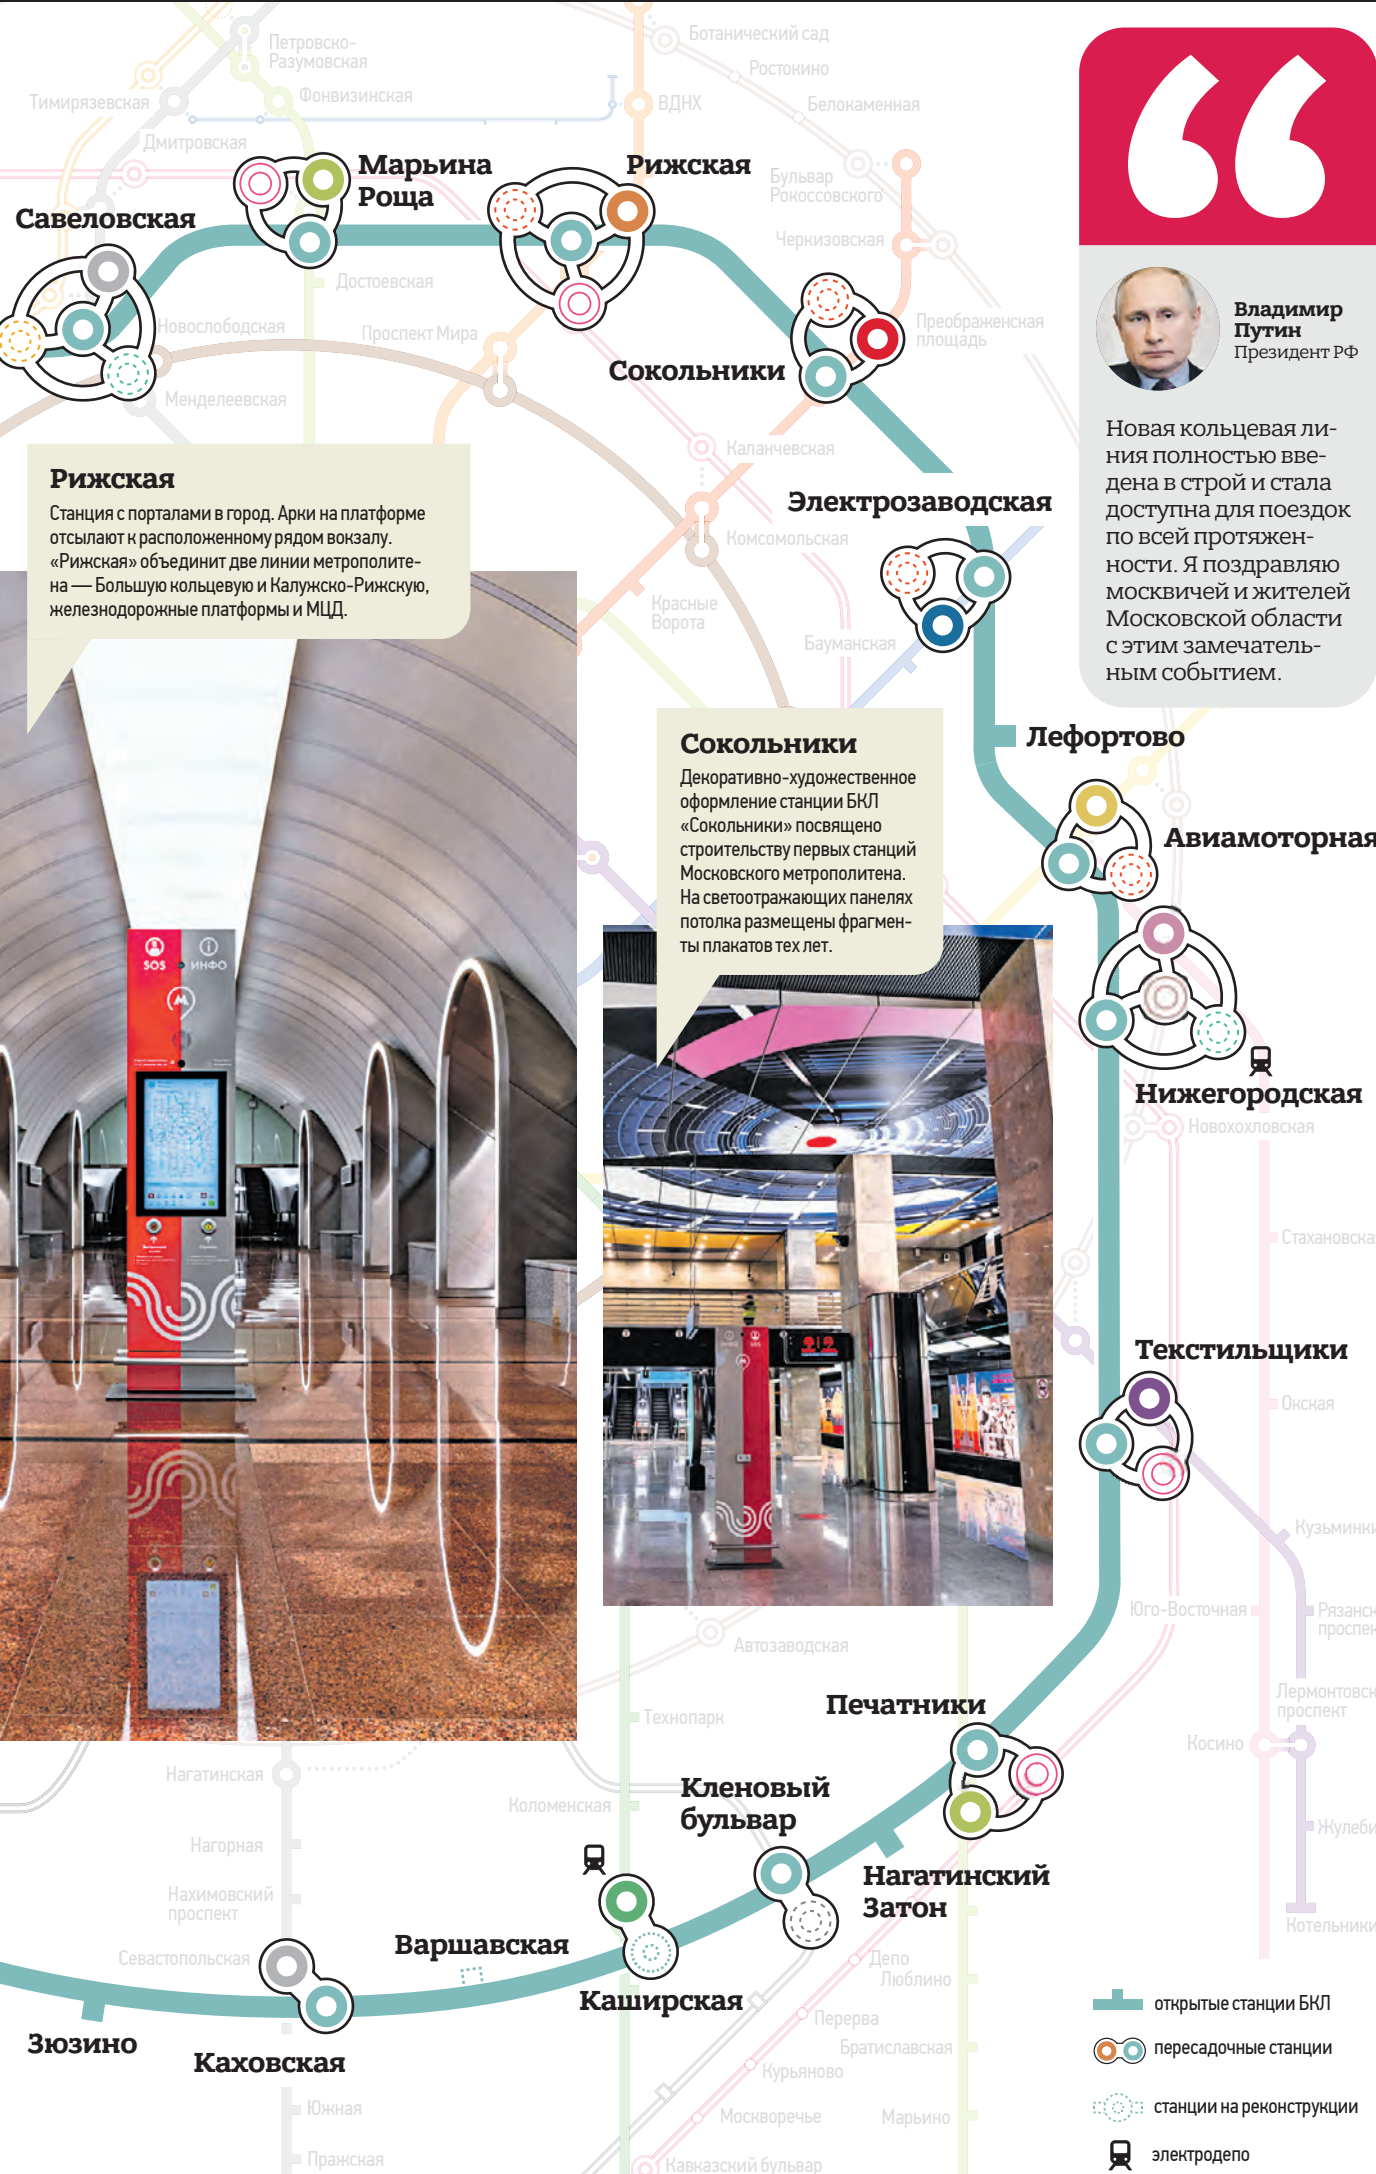 Петровско-
Разумовская
Ботанический сад
Ростокино
Тимирязевская
Фонвизинская
ВДНХ
Белокаменная
Дмитровская
Марьина
Роща
Рижская
Бульвар
Рокоссовского
Савеловская
Черкизовская
Достоевская
Новослободская
Проспект Мира
Преображенская
площадь
Сокольники
Менделеевская
Каланчевская
Электрозаводская
Комсомольская
Красные
Ворота
Бауманская
Владимир
Путин
Президент РФ
Новая кольцевая ли-
ния полностью вве-
дена в строй и стала
доступна для поездок
по всей протяжен-
ности. Я поздравляю
москвичей и жителей
Московской области
с этим замечатель-
ным событием.
Рижская
Станция с порталами в город. Арки на платформе
отсылают к расположенному рядом вокзалу.
«Рижская» объединит две линии метрополите-
на — Большую кольцевую и Калужско-Рижскую,
железнодорожные платформы и МЦД.
Сокольники
Декоративно-художественное
оформление станции БКЛ
«Сокольники» посвящено
строительству первых станций
Московского метрополитена.
На светоотражающих панелях
потолка размещены фрагмен-
ты плакатов тех лет.
SOS
ИНФО
Лефортово
Авиамоторная
Нижегородская
Новохохловская
Стахановска
Текстильщики
Окская
Кузьминки
Юго-Восточная
Рязанск
проспек
Автозаводская
Лермонтовск
проспект
Печатники
Технопарк
Косино
Нагатинская
Кленовый
бульвар
Коломенская
Жулеби
Нагорная
Нагатинский
Затон
Нахимовский
проспект
Котельники
Варшавская
Севастопольская
Депо
Люблино
Каширская
Перерва
Зюзино
Каховская
Братиславская
Курьяново
Южная
Москворечье
Марьино
Пражская
Кавказский бульвар
открытые станции БКЛ
пересадочные станции
станции на реконструкции
электродепо